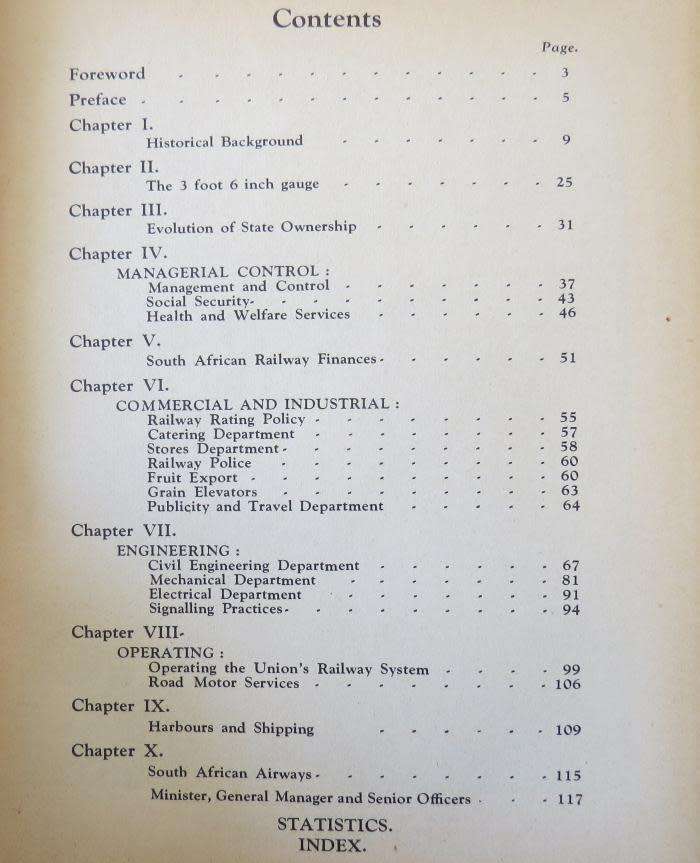 Contents
Page.
Foreword - - - - - - - - - - - - 3
Preface - - - - - - - - - - - - 5
Chapter I.
Historical Background - - - - - - - 9
Chapter II.
The 3 foot 6 inch gauge - - - - - - - 25
Chapter III.
Evolution of State Ownership - - - - - - 31
Chapter IV.
MANAGERIAL CONTROL :
Management and Control - - - - - - - 37
Social Security- - - - - - - - - - 43
Health and Welfare Services - - - - - - 46
Chapter V.
South African Railway Finances- - - - - - 51
Chapter VI.
COMMERCIAL AND INDUSTRIAL :
Railway Rating Policy - - - - - - - - 55
Catering Department - - - - - - - - 57
Stores Department - - - - - - - - - 58
Railway Police - - - - - - - - - 60
Fruit Export - - - - - - - - - - 60
Grain Elevators - - - - - - - - - 63
Publicity and Travel Department - - - - - 64
Chapter VII.
ENGINEERING :
Civil Engineering Department - - - - - - 67
Mechanical Department - - - - - - - 81
Electrical Department - - - - - - - 91
Signalling Practices- - - - - - - - - 94
Chapter VIII-
OPERATING :
Operating the Union's Railway System - - - - 99
Road Motor Services - - - - - - - - 106
Chapter IX.
Harbours and Shipping - - - - - - 109
Chapter X.
South African Airways - - - - - - - - 115
Minister, General Manager and Senior Officers - - - 117
STATISTICS.
INDEX.